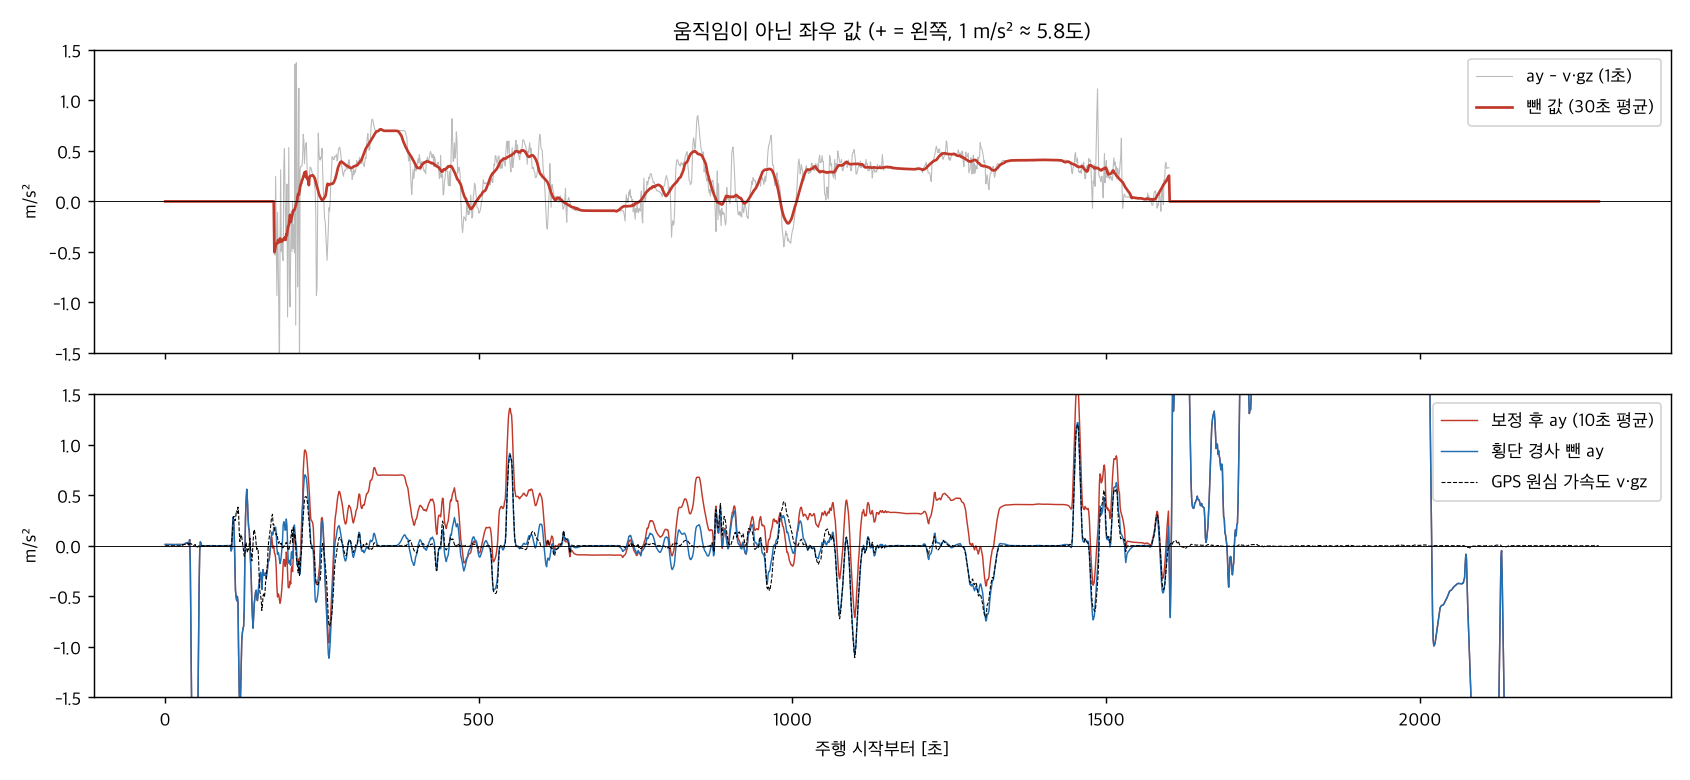 움직임이 아닌 좌우 값 (+ = 왼쪽, 1 m/s² ≈ 5.8도)
1.5
1.0
0.5
0.0
-0.5
-1.0
-1.5
m/s²
ay - v·gz (1초)
뺀 값 (30초 평균)
1.5
1.0
0.5
0.0
-0.5
-1.0
-1.5
m/s²
보정 후 ay (10초 평균)
횡단 경사 뺀 ay
GPS 원심 가속도 v·gz
0 500 1000 1500 2000
주행 시작부터 [초]